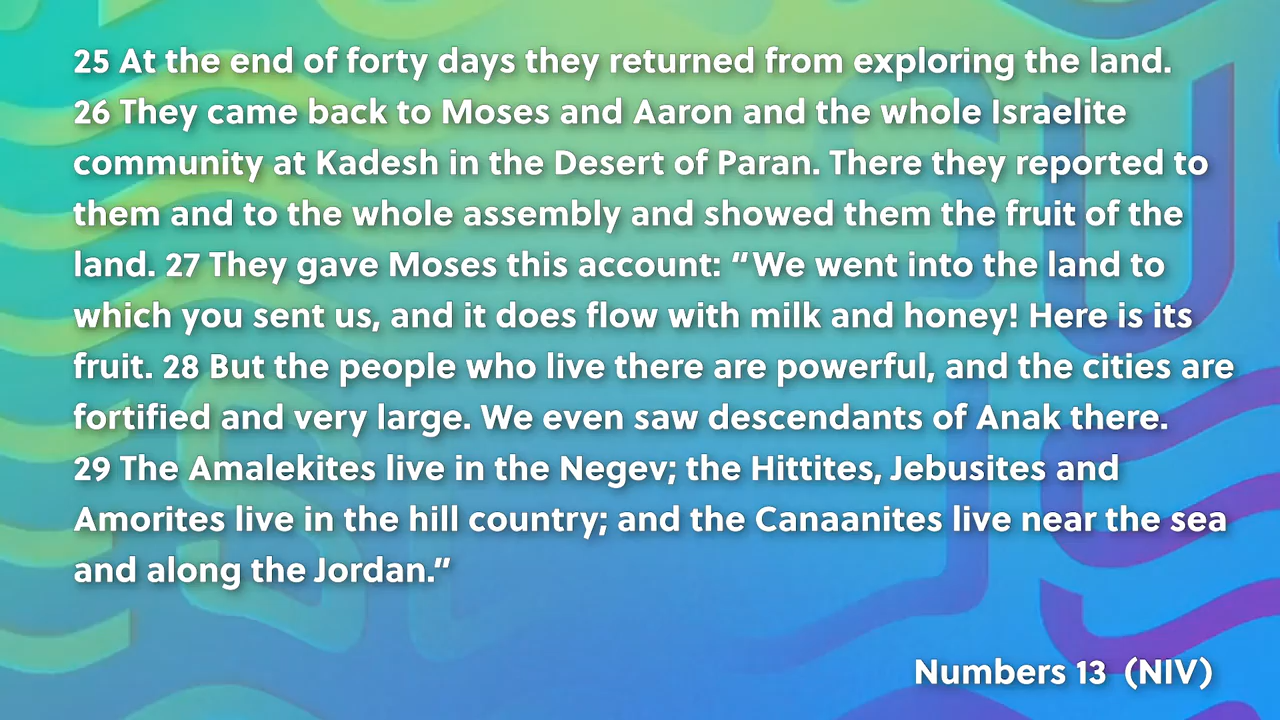 25 At the end of forty days they returned from exploring the land.
26 They came back to Moses and Aaron and the whole Israelite
community at Kadesh in the Desert of Paran. There they reported to
them and to the whole assembly and showed them the fruit of the
land. 27 They gave Moses this account: “We went into the land to
which you sent us, and it does flow with milk and honey! Here is its
fruit. 28 But the people who live there are powerful, and the cities are
fortified and very large. We even saw descendants of Anak there.
29 The Amalekites live in the Negev; the Hittites, Jebusites and
Amorites live in the hill country; and the Canaanites live near the sea
and along the Jordan.”
Numbers 13 (NIV)